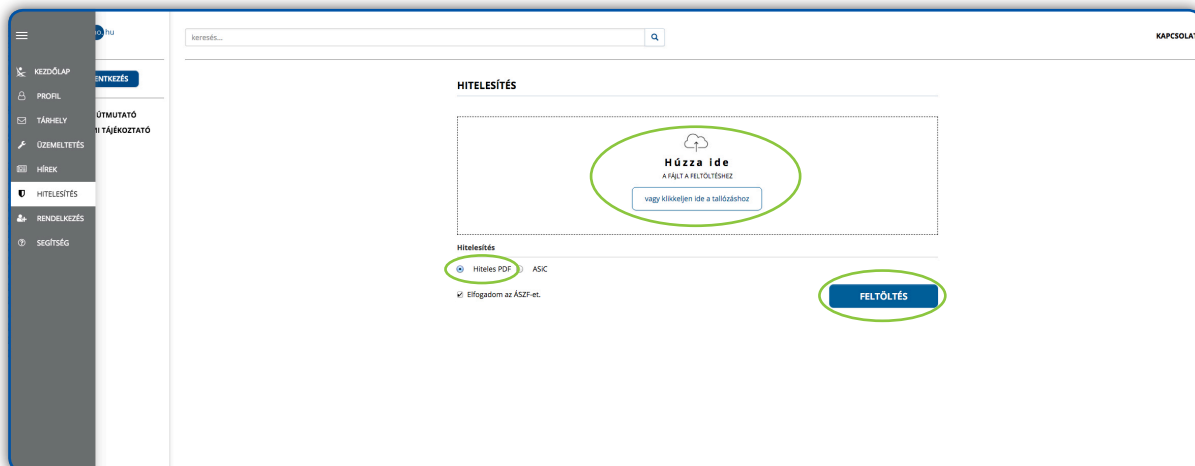 hu
keresés...
KAPCSOLAT
KEZDŐLAP
PROFIL
TÁRHELY
ÜZEMELTETÉS
HÍREK
HITELESÍTÉS
RENDELKEZÉS
SEGÍTSÉG
ENTKEZÉS
ÚTMUTATÓ
TÁJÉKOZTATÓ
HITELESÍTÉS
Húzza ide
A FÁJLT A FELTÖLTÉSHEZ
vagy klikkeljen ide a tallózáshoz
Hitelesítés
Hiteles PDF ASiC
Elfogadom az ÁSZF-et.
FELTÖLTÉS